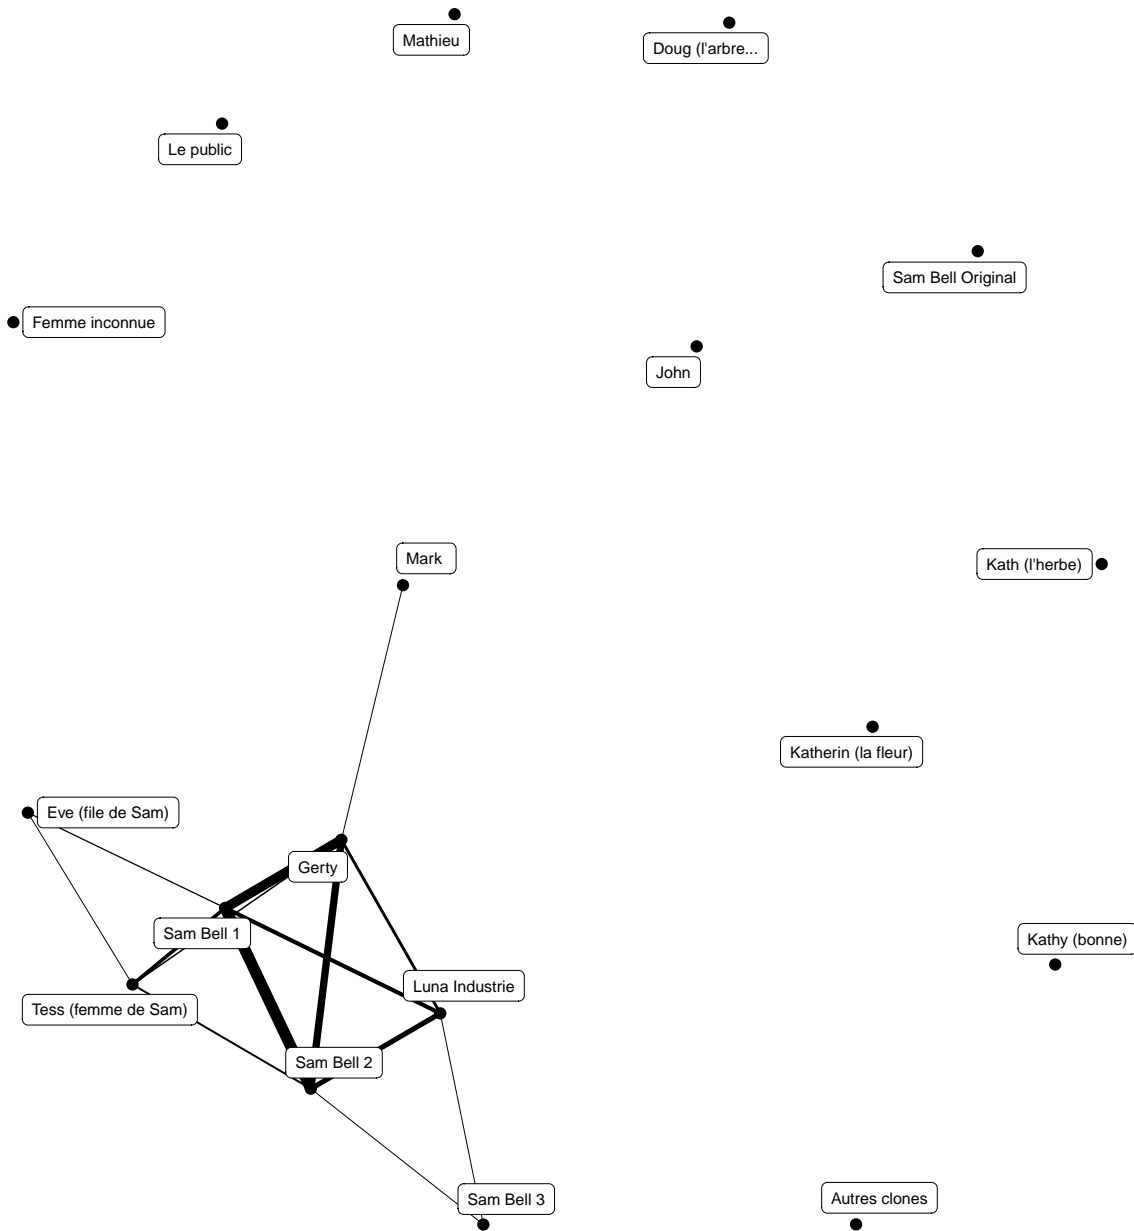 Mathieu
Doug (l'arbre...
Le public
Sam Bell Original
Femme inconnue
John
Mark
Kath (l'herbe)
Katherin (la fleur)
Eve (file de Sam)
Gerty
Sam Bell 1
Kathy (bonne)
Luna Industrie
Tess (femme de Sam)
Sam Bell 2
Sam Bell 3
Autres clones